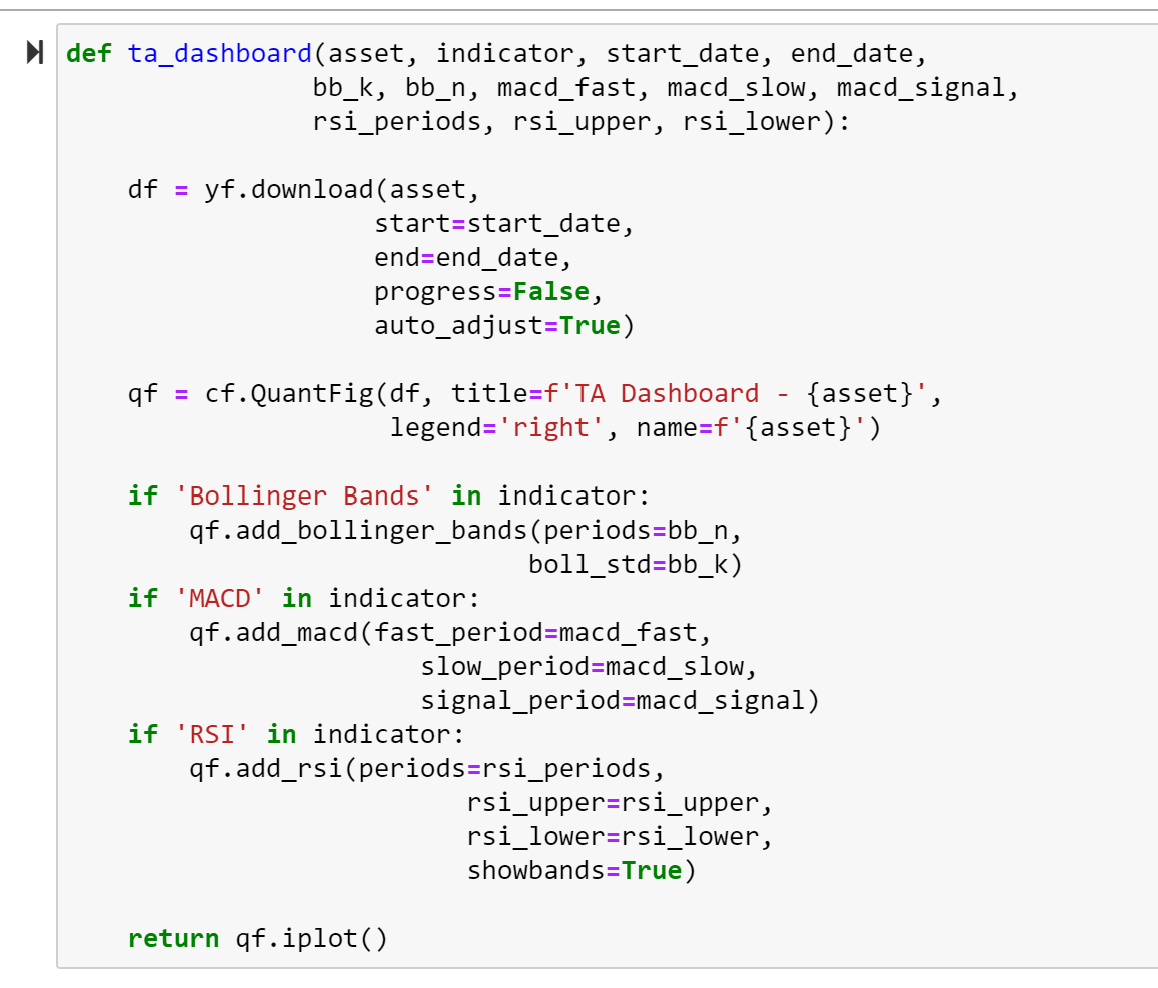 def ta_dashboard(asset, indicator, start_date, end_date,
                bb_k, bb_n, macd_fast, macd_slow, macd_signal,
                rsi_periods, rsi_upper, rsi_lower):

    df = yf.download(asset,
                    start=start_date,
                    end=end_date,
                    progress=False,
                    auto_adjust=True)

    qf = cf.QuantFig(df, title=f'TA Dashboard - {asset}',
                     legend='right', name=f'{asset}')

    if 'Bollinger Bands' in indicator:
        qf.add_bollinger_bands(periods=bb_n,
                              boll_std=bb_k)
    if 'MACD' in indicator:
        qf.add_macd(fast_period=macd_fast,
                       slow_period=macd_slow,
                       signal_period=macd_signal)
    if 'RSI' in indicator:
        qf.add_rsi(periods=rsi_periods,
                          rsi_upper=rsi_upper,
                          rsi_lower=rsi_lower,
                          showbands=True)

    return qf.iplot()